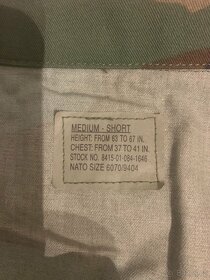 MEDIUM - SHORT
HEIGHT: FROM 63 TO 67 IN.
CHEST: FROM 37 TO 41 IN.
STOCK NO. 8415-01-084-1646
NATO SIZE 6070/9404